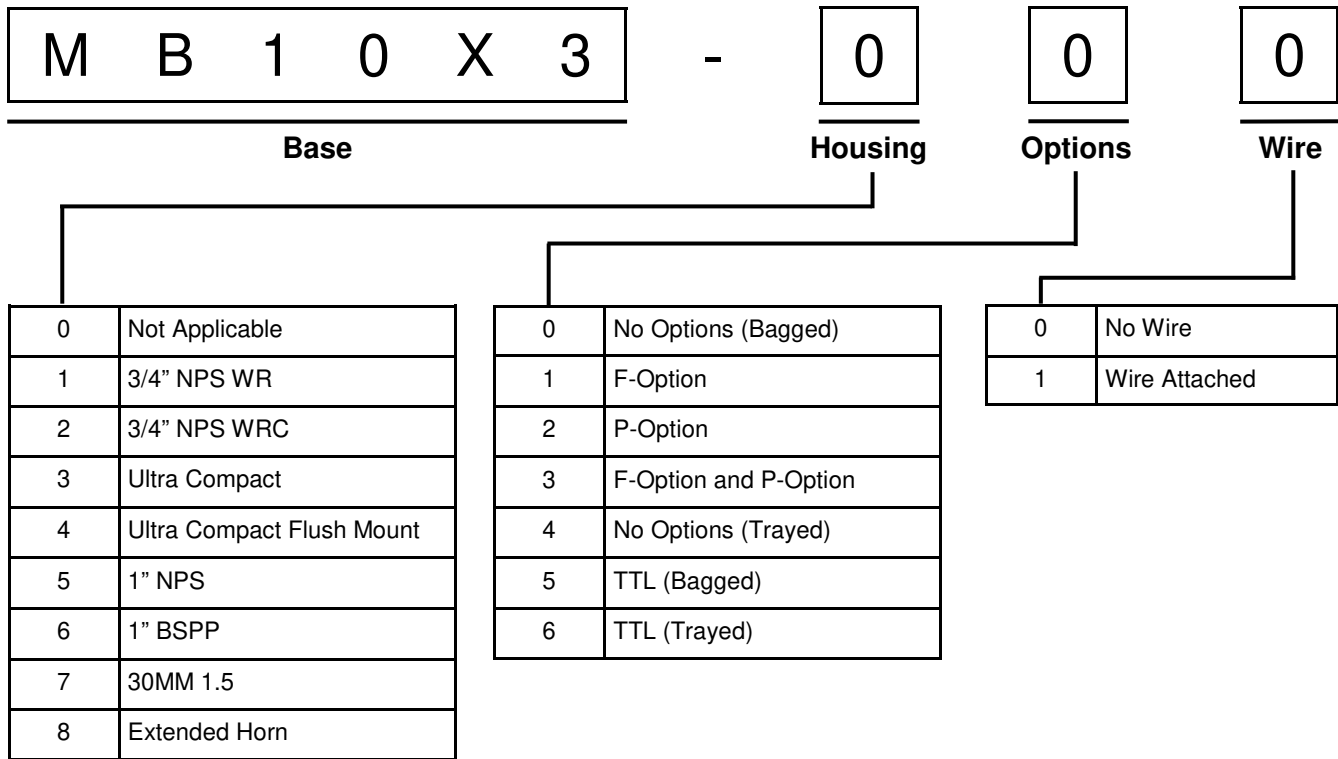 M B 1 0 X 3 - 0 0 0
Base Housing Options Wire
0 Not Applicable
1 3/4” NPS WR
2 3/4” NPS WRC
3 Ultra Compact
4 Ultra Compact Flush Mount
5 1” NPS
6 1” BSPP
7 30MM 1.5
8 Extended Horn
0 No Options (Bagged)
1 F-Option
2 P-Option
3 F-Option and P-Option
4 No Options (Trayed)
5 TTL (Bagged)
6 TTL (Trayed)
0 No Wire
1 Wire Attached